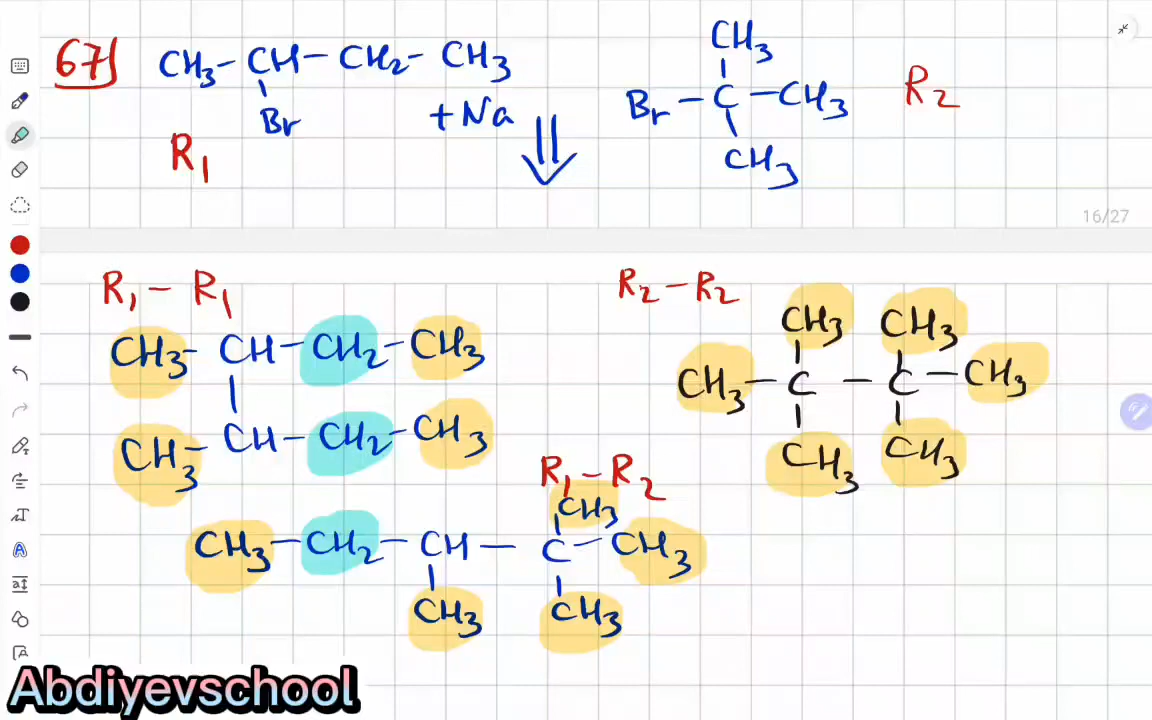 67) CH3 - CH - CH2 - CH3
Br
+ Na
R1
CH3
Br - C - CH3
CH3
R2
16/27
R1 - R1
CH3 - CH - CH2 - CH3
CH3 - CH - CH2 - CH3
R2 - R2
CH3 CH3
CH3 - C - C - CH3
CH3 CH3
R1 - R2
CH3
CH3 - CH2 - CH - C - CH3
CH3 CH3
Abdiyevschool